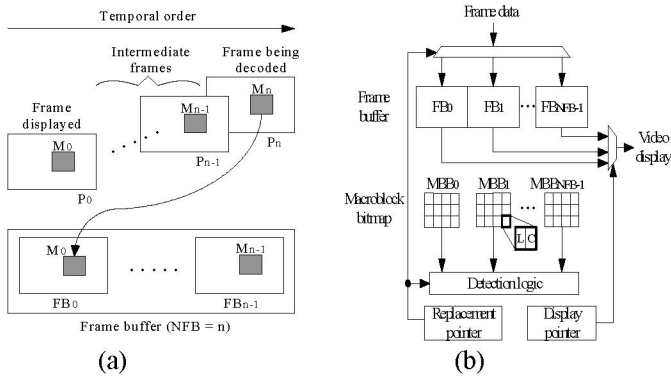 Temporal order
Intermediate
frames
Frame being
decoded
Frame
displayed
M0
Mn-1
Mn
P0
Pn-1
Pn
M0
Mn-1
FB0
FBn-1
Frame buffer (NFB = n)
(a)
Frame data
Frame
buffer
FB0
FB1
FBNFB-1
Video
display
Macroblock
bitmap
MBB0
MBB1
MBBNFB-1
L C
Detection logic
Replacement
pointer
Display
pointer
(b)